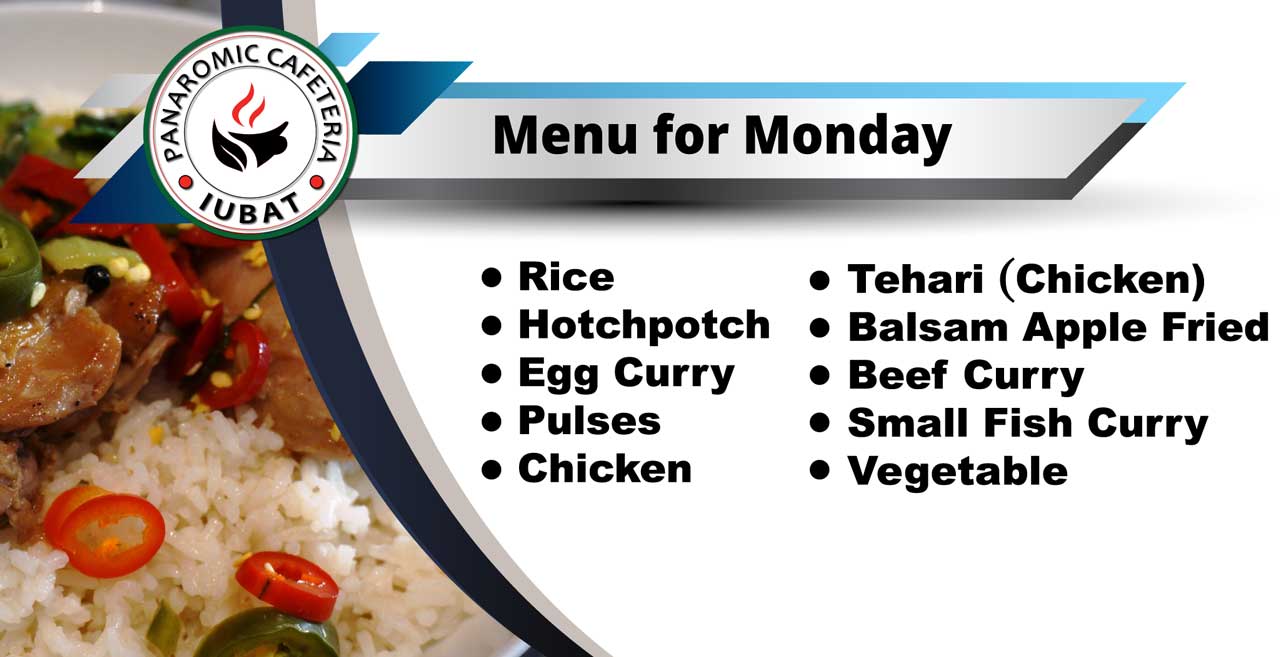 PANAROMIC CAFETERIA
IUBAT
Menu for Monday
• Rice
• Hotchpotch
• Egg Curry
• Pulses
• Chicken
• Tehari (Chicken)
• Balsam Apple Fried
• Beef Curry
• Small Fish Curry
• Vegetable